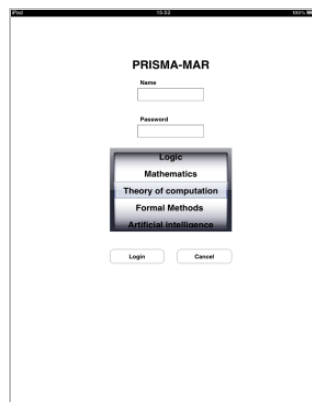 iPad 15:52 100%
PRISMA-MAR
Name
Password
Logic
Mathematics
Theory of computation
Formal Methods
Artificial intelligence
Login Cancel